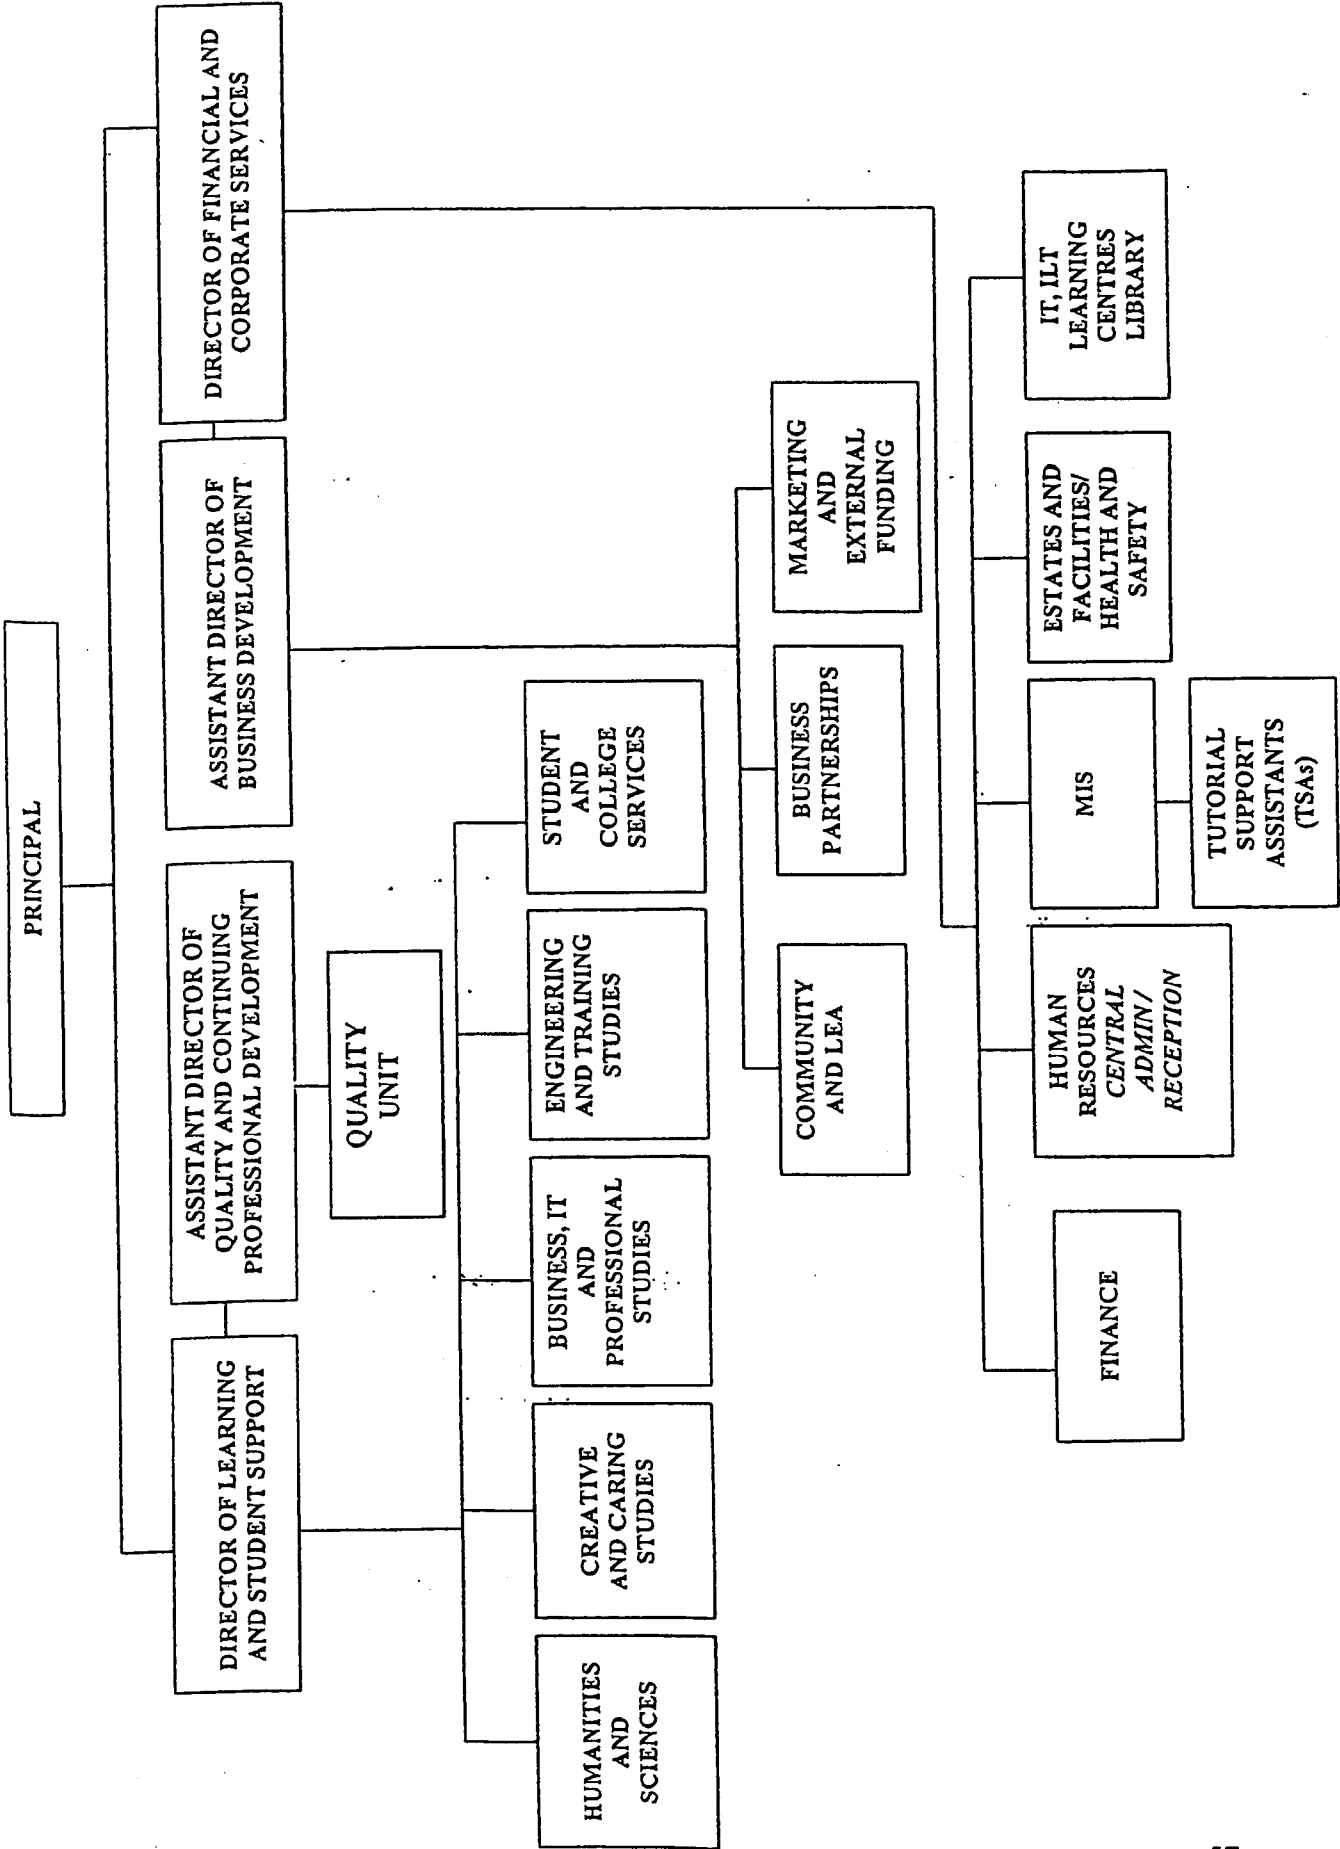 PRINCIPAL
DIRECTOR OF LEARNING
AND STUDENT SUPPORT
ASSISTANT DIRECTOR OF
QUALITY AND CONTINUING
PROFESSIONAL DEVELOPMENT
ASSISTANT DIRECTOR OF
BUSINESS DEVELOPMENT
DIRECTOR OF FINANCIAL AND
CORPORATE SERVICES
QUALITY
UNIT
HUMANITIES
AND
SCIENCES
CREATIVE
AND CARING
STUDIES
BUSINESS, IT
AND
PROFESSIONAL
STUDIES
ENGINEERING
AND TRAINING
STUDIES
STUDENT
AND
COLLEGE
SERVICES
COMMUNITY
AND LEA
BUSINESS
PARTNERSHIPS
MARKETING
AND
EXTERNAL
FUNDING
FINANCE
HUMAN
RESOURCES
CENTRAL
ADMIN/
RECEPTION
MIS
ESTATES AND
FACILITIES/
HEALTH AND
SAFETY
IT, ILT
LEARNING
CENTRES
LIBRARY
TUTORIAL
SUPPORT
ASSISTANTS
(TSAs)